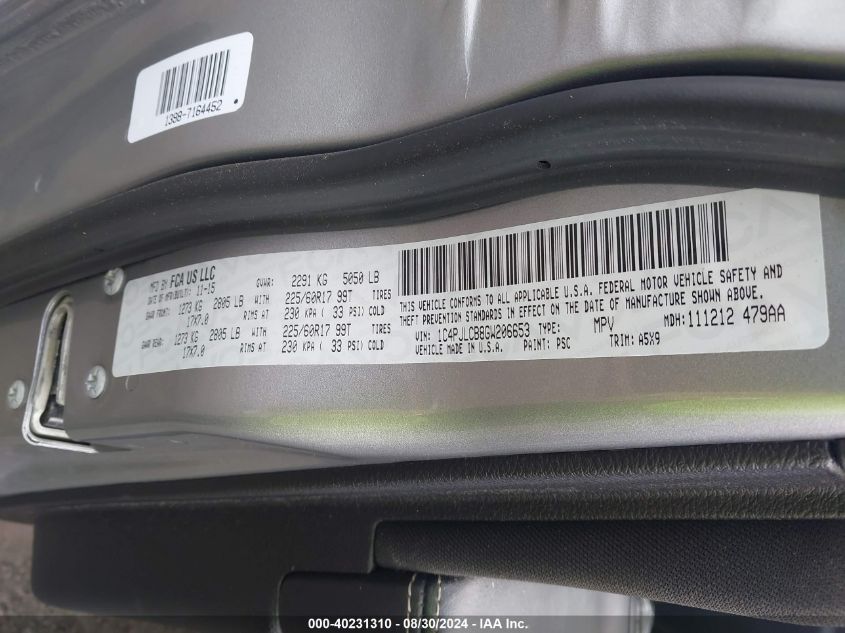 1388-7164452
MFD BY FCA US LLC
DATE OF MFR(BUILT): 11-15 GVWR: 2291 KG 5050 LB
GAWR FRONT: 1273 KG 2805 LB WITH 225/60R17 99T TIRES
17X7.0 RIMS AT 230 KPA ( 33 PSI) COLD
GAWR REAR: 1273 KG 2805 LB WITH 225/60R17 99T TIRES
17X7.0 RIMS AT 230 KPA ( 33 PSI) COLD
THIS VEHICLE CONFORMS TO ALL APPLICABLE U.S.A. FEDERAL MOTOR VEHICLE SAFETY AND
THEFT PREVENTION STANDARDS IN EFFECT ON THE DATE OF MANUFACTURE SHOWN ABOVE.
VIN: 1C4PJLCB8GW206653 TYPE: MPV MDH: 111212 479AA
VEHICLE MADE IN U.S.A. PAINT: PSC TRIM: A5X9
000-40231310 - 08/30/2024 - IAA Inc.